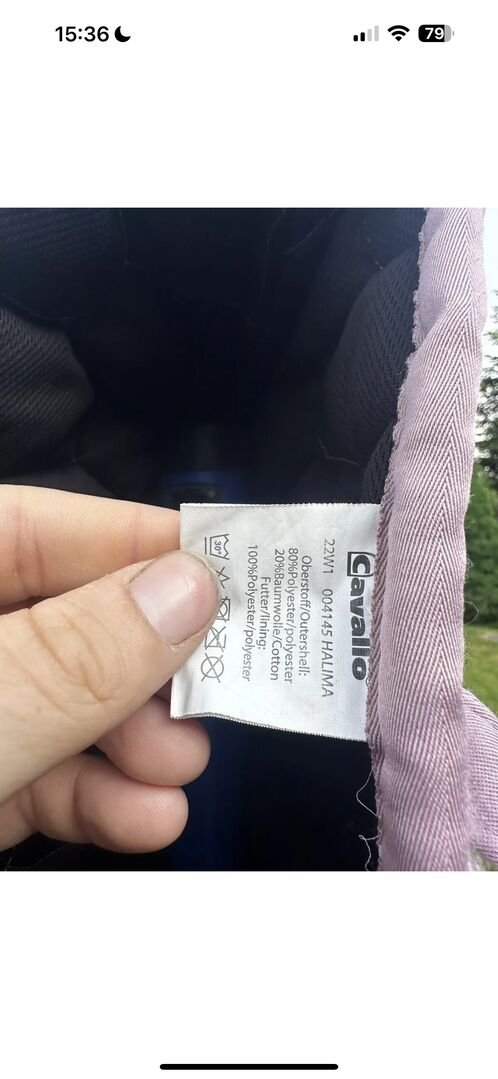 15:36
79
Cavallo
22W1 004145 HALIMA
Oberstoff/Outershell:
80%Polyester/polyester
20%Baumwolle/Cotton
Futter/lining:
100%Polyester/polyester
30°